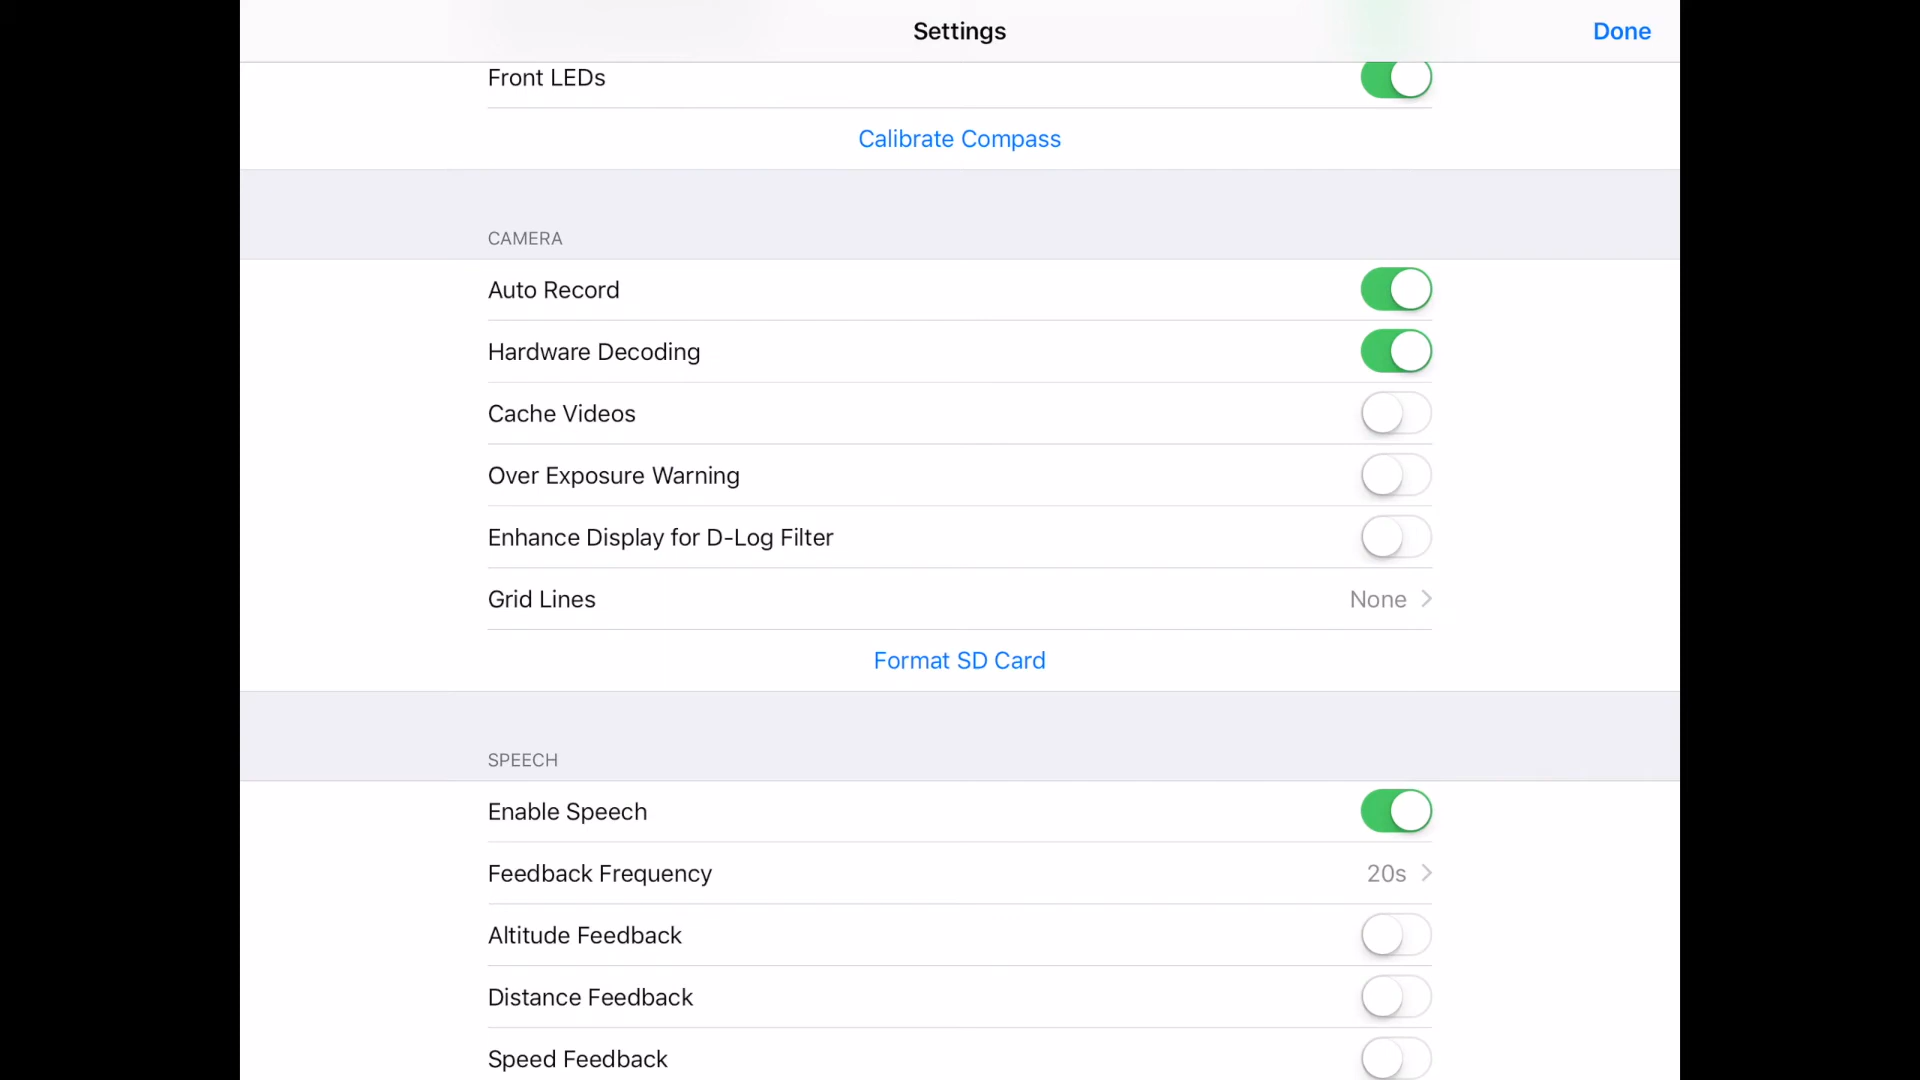 Settings
Done
Front LEDs
Calibrate Compass
CAMERA
Auto Record
Hardware Decoding
Cache Videos
Over Exposure Warning
Enhance Display for D-Log Filter
Grid Lines None
Format SD Card
SPEECH
Enable Speech
Feedback Frequency 20s
Altitude Feedback
Distance Feedback
Speed Feedback